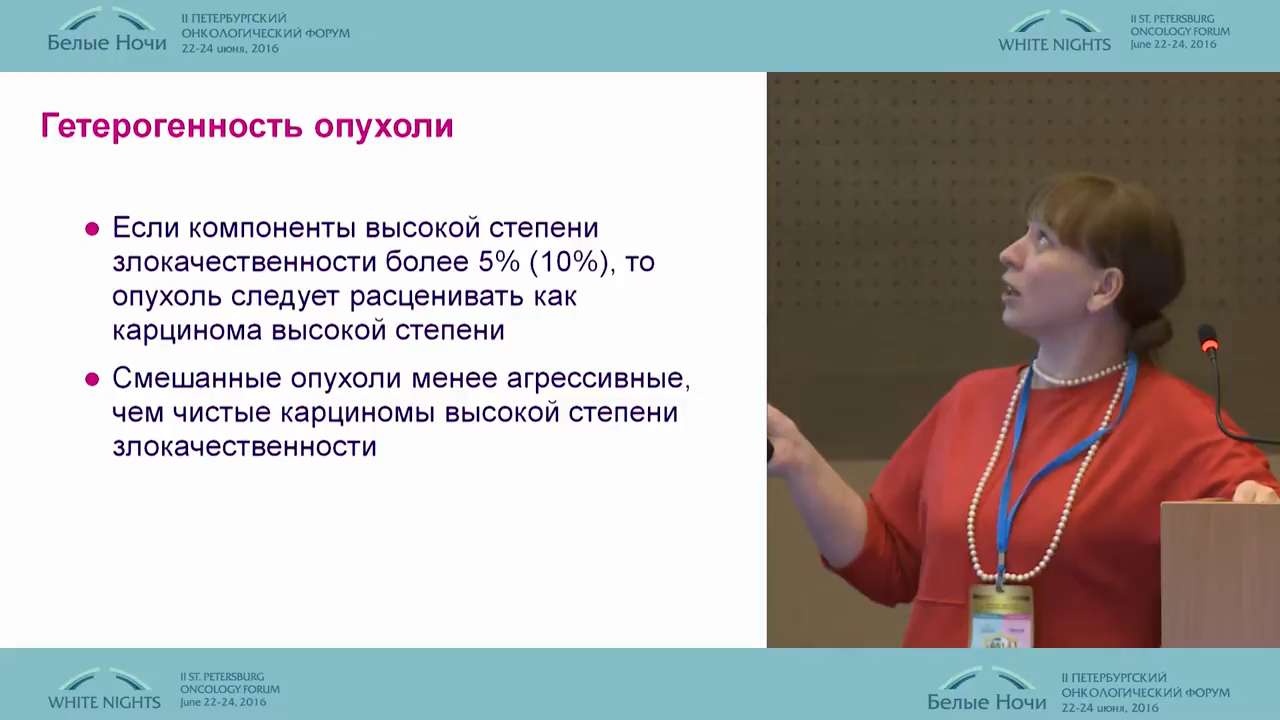 Белые Ночи
II ПЕТЕРБУРГСКИЙ
ОНКОЛОГИЧЕСКИЙ ФОРУМ
22-24 июня, 2016
WHITE NIGHTS
II ST. PETERSBURG
ONCOLOGY FORUM
June 22-24, 2016
Гетерогенность опухоли
Если компоненты высокой степени
злокачественности более 5% (10%), то
опухоль следует расценивать как
карцинома высокой степени
Смешанные опухоли менее агрессивные,
чем чистые карциномы высокой степени
злокачественности
WHITE NIGHTS
II ST. PETERSBURG
ONCOLOGY FORUM
June 22-24, 2016
Белые Ночи
II ПЕТЕРБУРГСКИЙ
ОНКОЛОГИЧЕСКИЙ ФОРУМ
22-24 июня, 2016